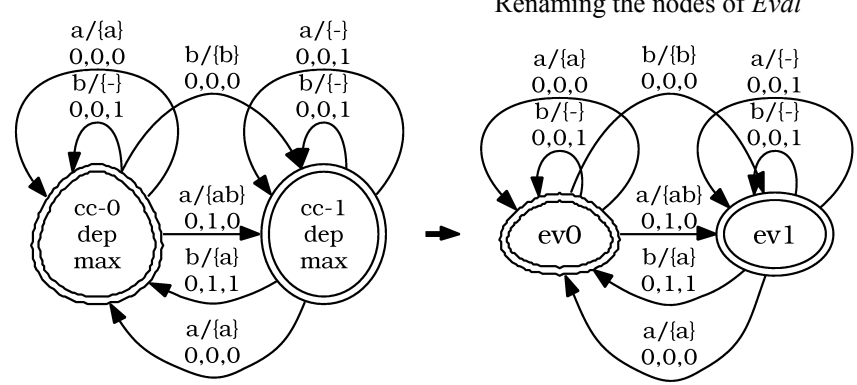 Renaming the nodes of Eval
a/{a}
0,0,0
b/{-}
0,0,1
b/{b}
0,0,0
a/{-}
0,0,1
b/{-}
0,0,1
cc-0
dep
max
a/{ab}
0,1,0
b/{a}
0,1,1
a/{a}
0,0,0
cc-1
dep
max
a/{a}
0,0,0
b/{-}
0,0,1
b/{b}
0,0,0
a/{-}
0,0,1
b/{-}
0,0,1
ev0
a/{ab}
0,1,0
b/{a}
0,1,1
a/{a}
0,0,0
ev1